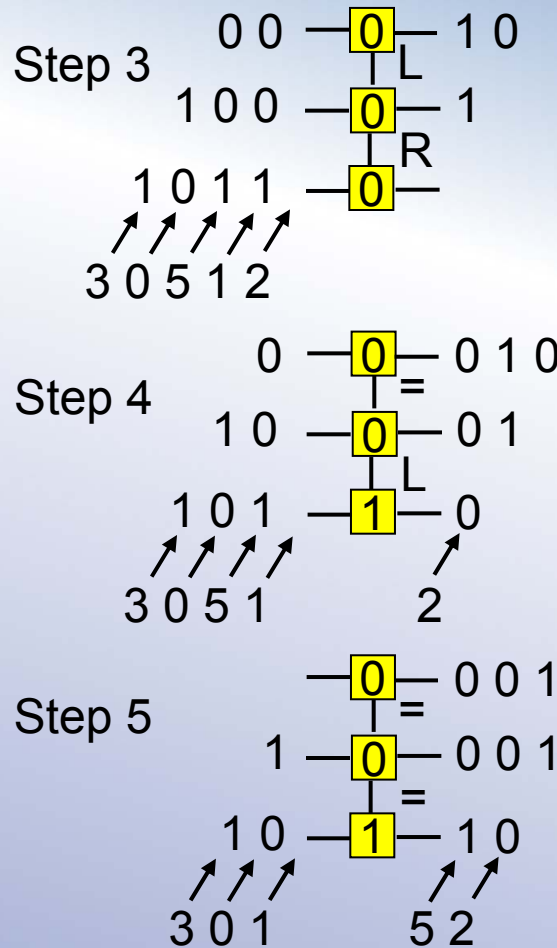 0 0 0 1 0
Step 3 L
1 0 0 0 1
R
1 0 1 1 0
3 0 5 1 2
0 0 0 1 0
Step 4 =
1 0 0 0 1
L
1 0 1 1 0
3 0 5 1 2
0 0 0 1
Step 5 =
1 0 0 0 1
=
1 0 1 1 0
3 0 1 5 2